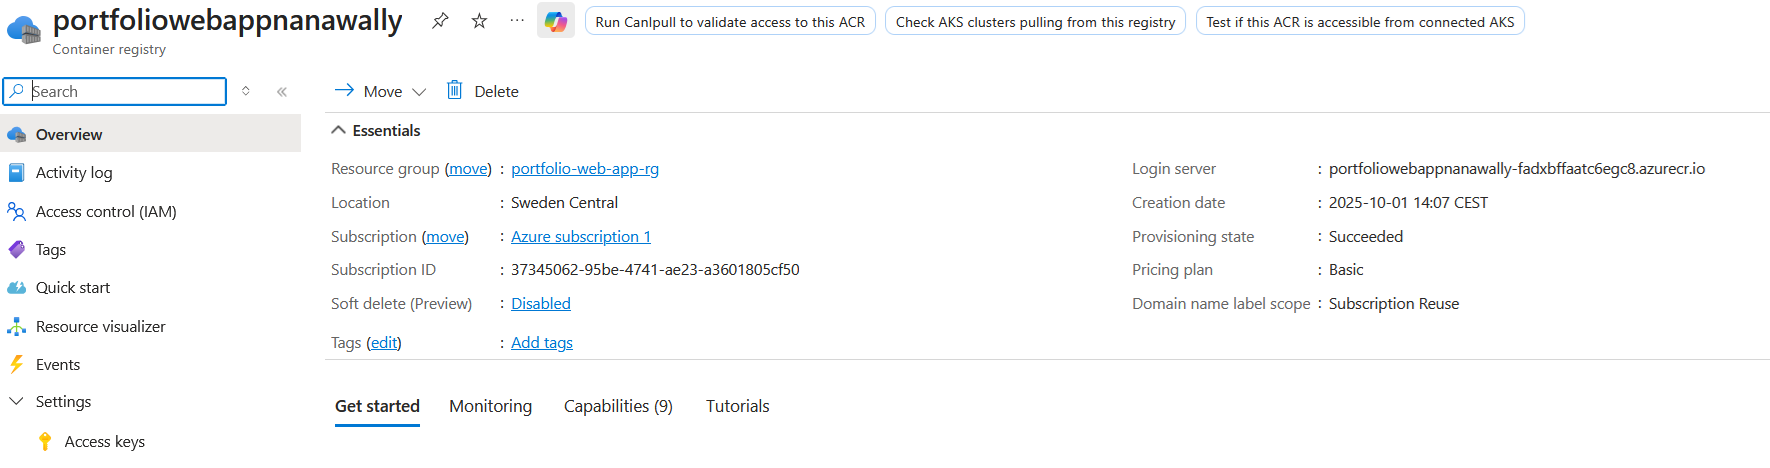 portfoliowebappnanawally
Container registry
Run CanIpull to validate access to this ACR
Check AKS clusters pulling from this registry
Test if this ACR is accessible from connected AKS
Search
Move
Delete
Overview
Activity log
Access control (IAM)
Tags
Quick start
Resource visualizer
Events
Settings
Access keys
Essentials
Resource group (move) : portfolio-web-app-rg
Location : Sweden Central
Subscription (move) : Azure subscription 1
Subscription ID : 37345062-95be-4741-ae23-a3601805cf50
Soft delete (Preview) : Disabled
Tags (edit) : Add tags
Login server : portfoliowebappnanawally-fadxbffaatc6egc8.azurecr.io
Creation date : 2025-10-01 14:07 CEST
Provisioning state : Succeeded
Pricing plan : Basic
Domain name label scope : Subscription Reuse
Get started
Monitoring
Capabilities (9)
Tutorials